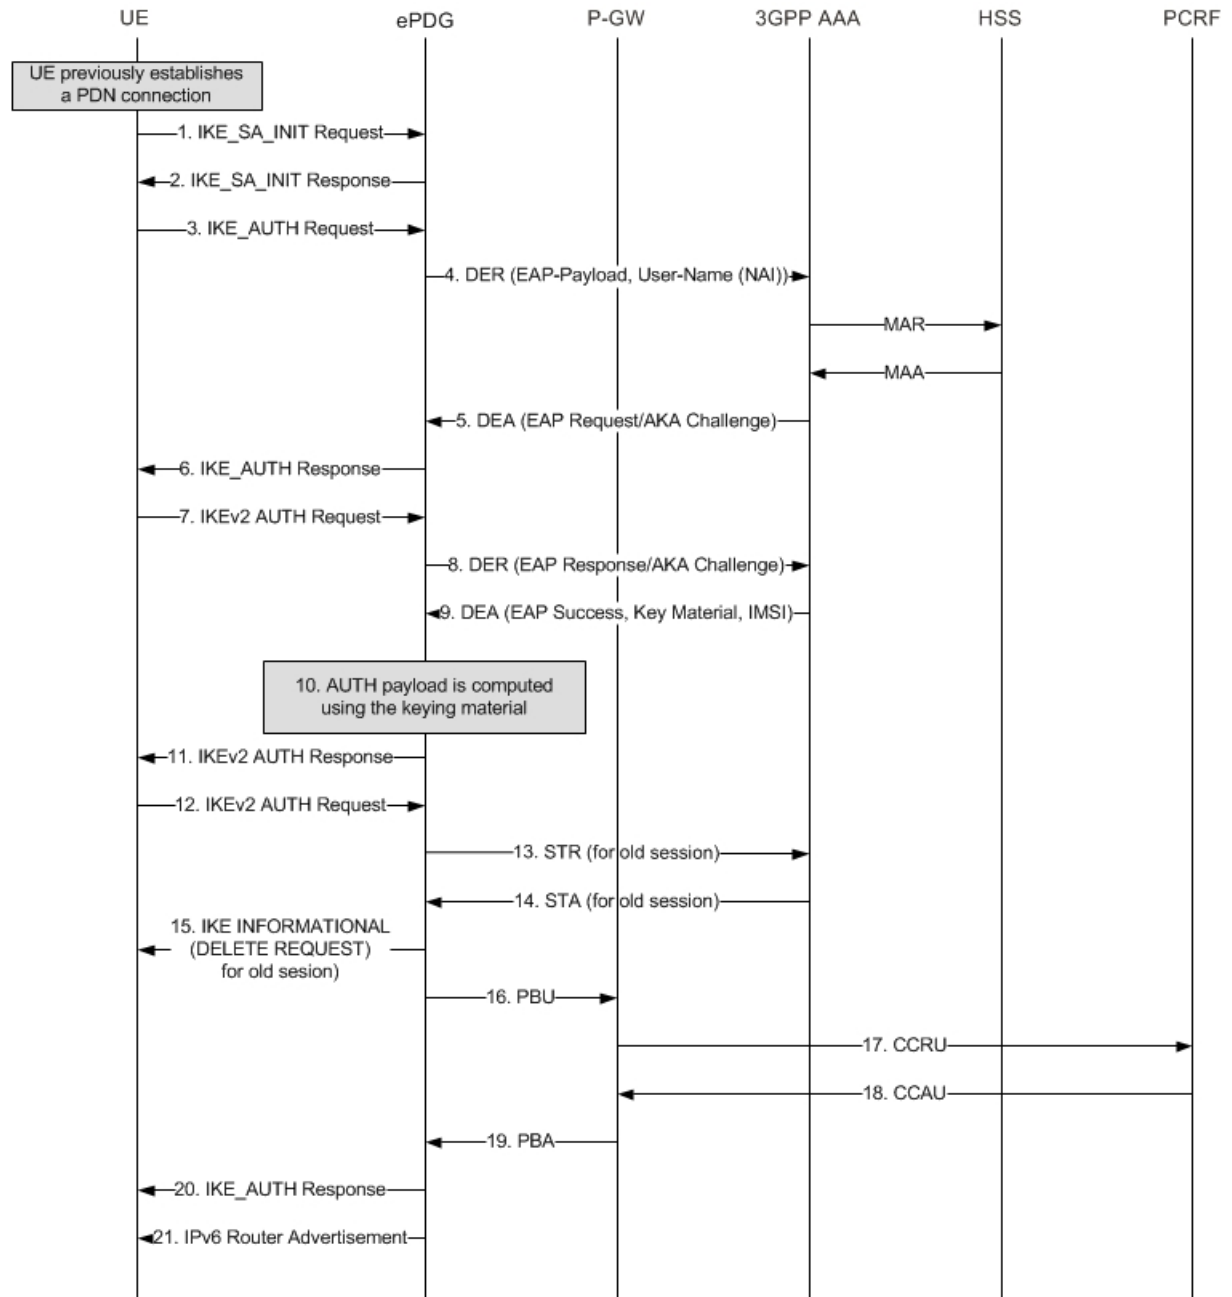 UE
ePDG
P-GW
3GPP AAA
HSS
PCRF
UE previously establishes
a PDN connection
1. IKE_SA_INIT Request
2. IKE_SA_INIT Response
3. IKE_AUTH Request
4. DER (EAP-Payload, User-Name (NAI))
MAR
MAA
5. DEA (EAP Request/AKA Challenge)
6. IKE_AUTH Response
7. IKEv2 AUTH Request
8. DER (EAP Response/AKA Challenge)
9. DEA (EAP Success, Key Material, IMSI)
10. AUTH payload is computed
using the keying material
11. IKEv2 AUTH Response
12. IKEv2 AUTH Request
13. STR (for old session)
14. STA (for old session)
15. IKE INFORMATIONAL
(DELETE REQUEST)
for old sesion)
16. PBU
17. CCRU
18. CCAU
19. PBA
20. IKE_AUTH Response
21. IPv6 Router Advertisement